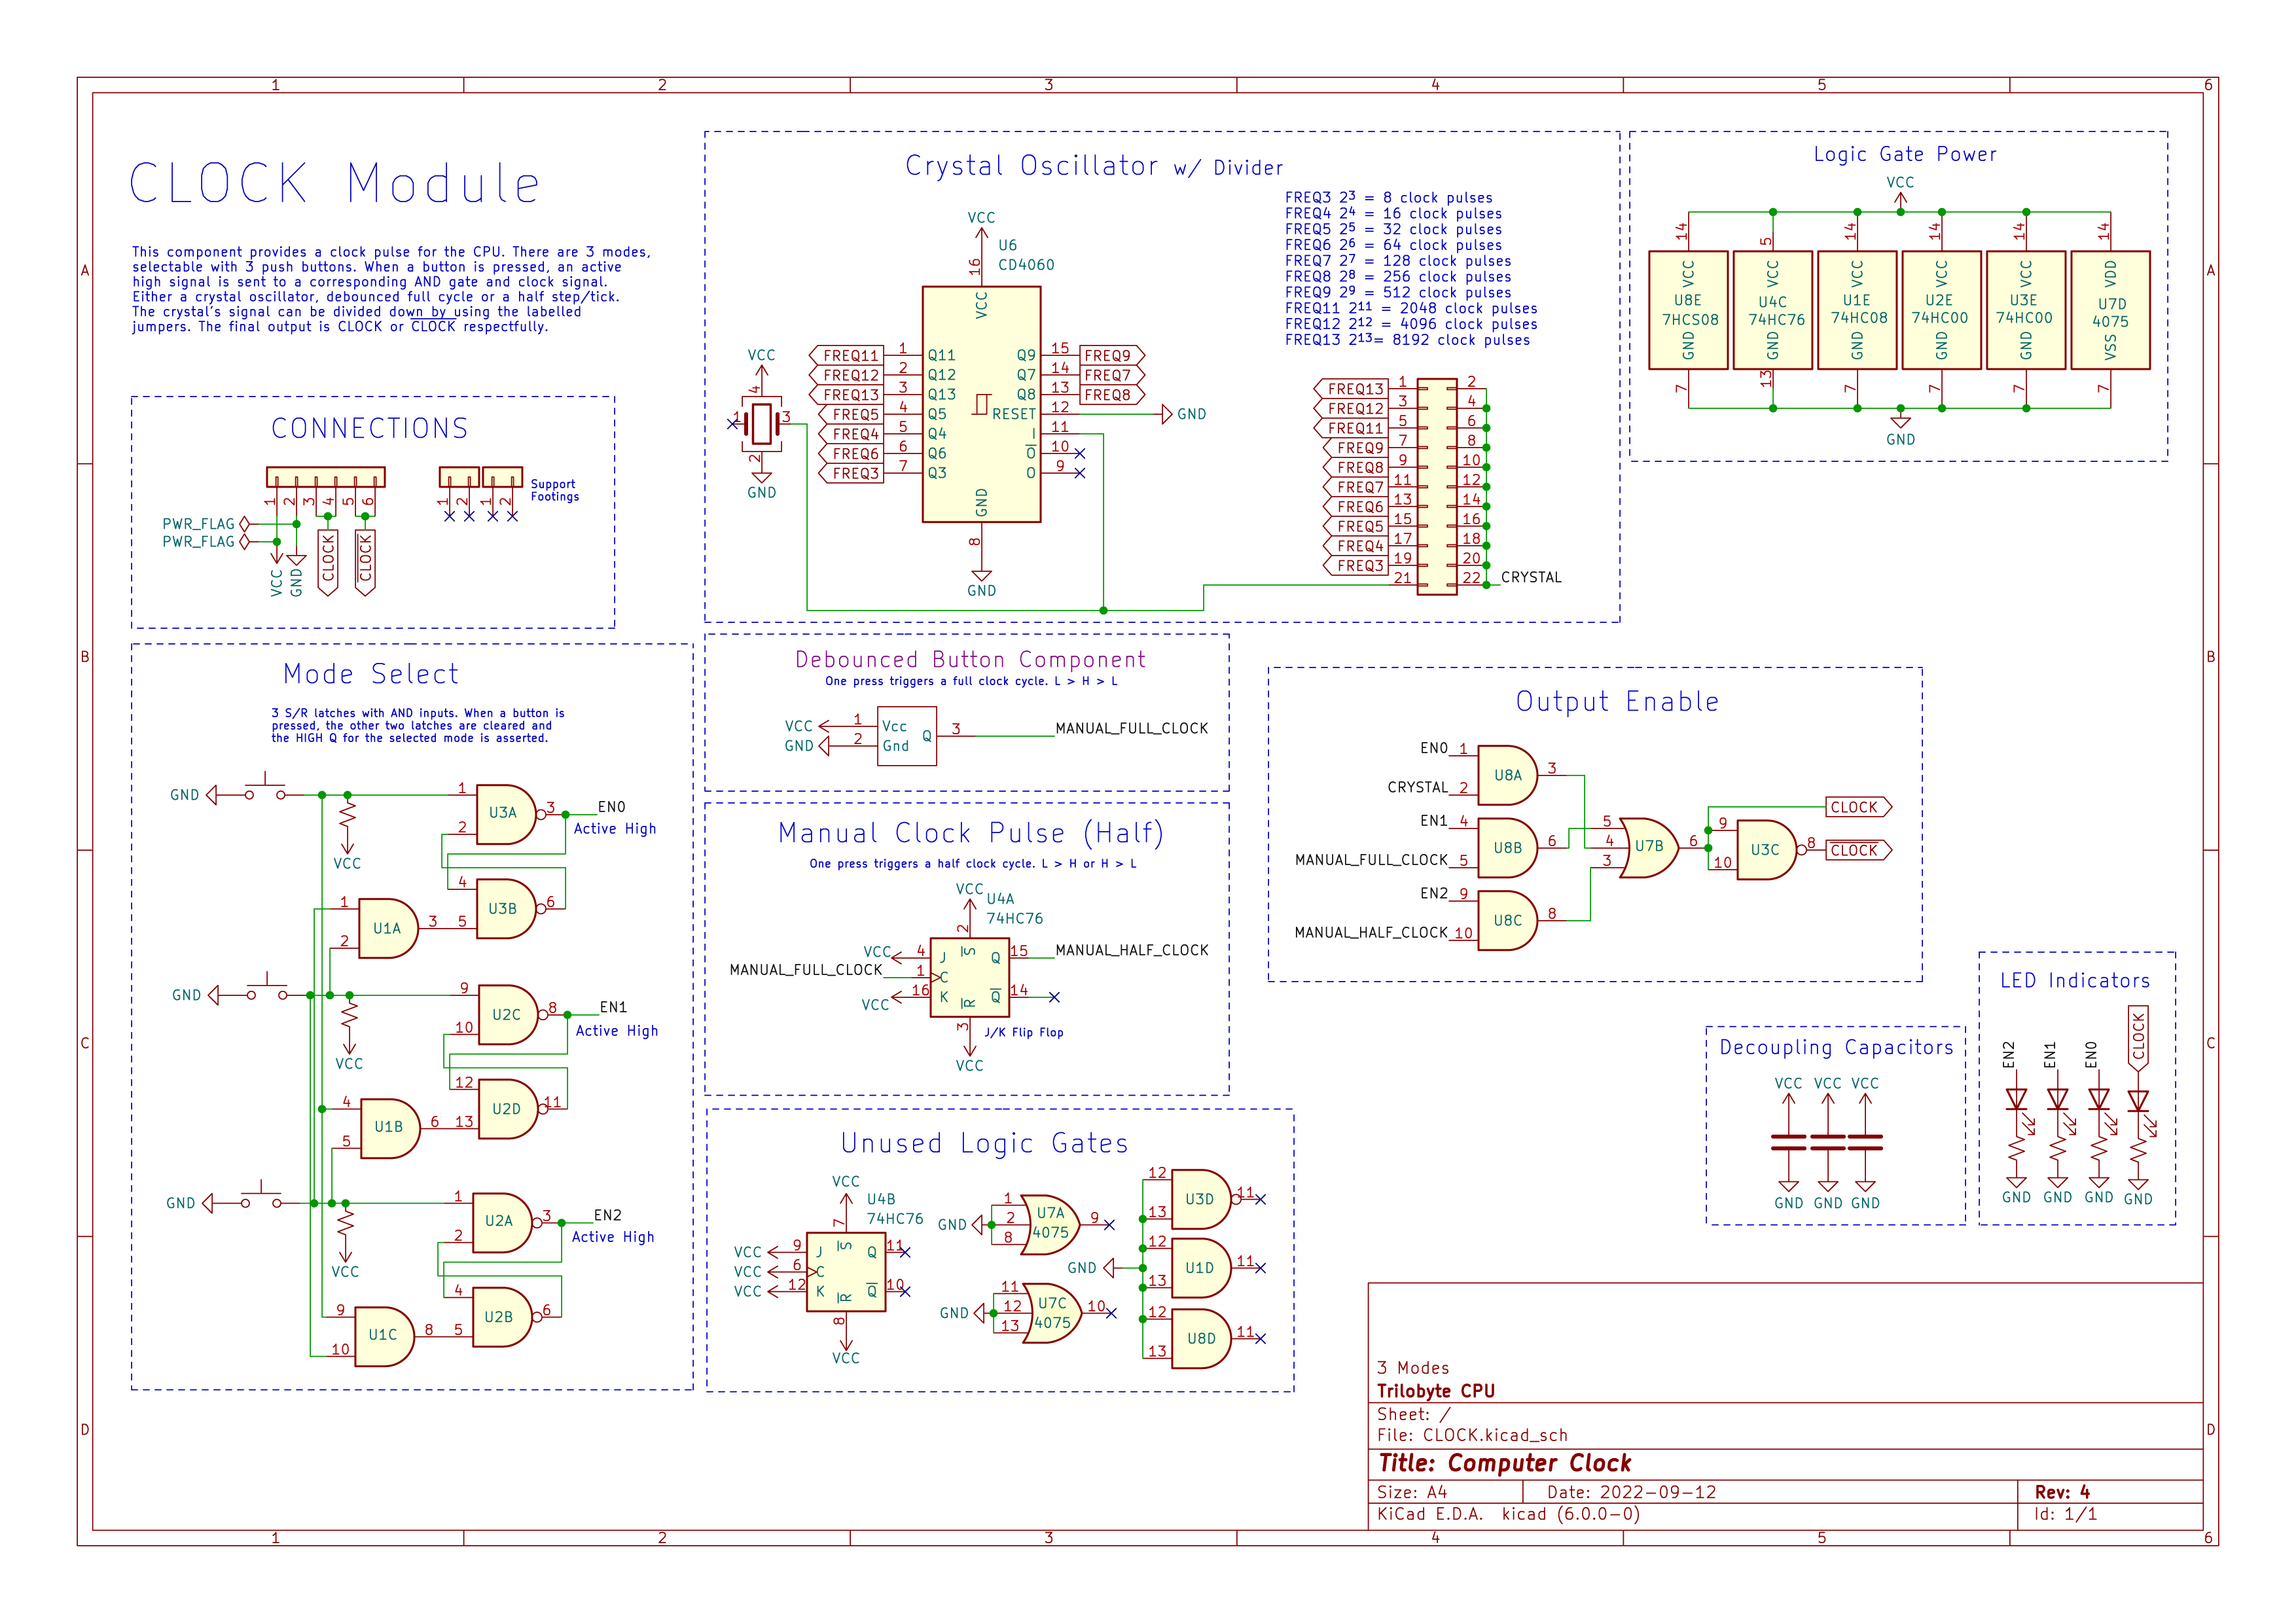 1 2 3 4 5 6
A
B
C
D
CLOCK Module
This component provides a clock pulse for the CPU. There are 3 modes,
selectable with 3 push buttons. When a button is pressed, an active
high signal is sent to a corresponding AND gate and clock signal.
Either a crystal oscillator, debounced full cycle or a half step/tick.
The crystal's signal can be divided down by using the labelled
jumpers. The final output is CLOCK or CLOCK respectfully.
CONNECTIONS
1 2 3 4 5 6
1 2 1 2
Support
Footings
PWR_FLAG
PWR_FLAG
VCC
GND
CLOCK
CLOCK
Crystal Oscillator w/ Divider
FREQ3 2³ = 8 clock pulses
FREQ4 2⁴ = 16 clock pulses
FREQ5 2⁵ = 32 clock pulses
FREQ6 2⁶ = 64 clock pulses
FREQ7 2⁷ = 128 clock pulses
FREQ8 2⁸ = 256 clock pulses
FREQ9 2⁹ = 512 clock pulses
FREQ11 2¹¹ = 2048 clock pulses
FREQ12 2¹² = 4096 clock pulses
FREQ13 2¹³= 8192 clock pulses
VCC
U6
CD4060
16
VCC
VCC
4
1 3
2
GND
FREQ11 1 Q11 Q9 15 FREQ9
FREQ12 2 Q12 Q7 14 FREQ7
FREQ13 3 Q13 Q8 13 FREQ8
FREQ5 4 Q5 RESET 12 GND
FREQ4 5 Q4 I 11
FREQ6 6 Q6 O 10
FREQ3 7 Q3 O 9
GND
8
GND
FREQ13 1 2
FREQ12 3 4
FREQ11 5 6
FREQ9 7 8
FREQ8 9 10
FREQ7 11 12
FREQ6 13 14
FREQ5 15 16
FREQ4 17 18
FREQ3 19 20
21 22 CRYSTAL
Logic Gate Power
VCC
14 5 14 14 14 14
VCC VCC VCC VCC VCC VDD
U8E U4C U1E U2E U3E U7D
7HCS08 74HC76 74HC08 74HC00 74HC00 4075
GND GND GND GND GND VSS
7 13 7 7 7 7
GND
Mode Select
3 S/R latches with AND inputs. When a button is
pressed, the other two latches are cleared and
the HIGH Q for the selected mode is asserted.
GND
VCC
1 2 U3A 3 EN0
Active High
4 5 U3B 6
1 2 U1A 3
GND
VCC
9 10 U2C 8 EN1
Active High
12 13 U2D 11
4 5 U1B 6
GND
VCC
1 2 U2A 3 EN2
Active High
4 5 U2B 6
9 10 U1C 8
Debounced Button Component
One press triggers a full clock cycle. L > H > L
VCC 1 Vcc
GND 2 Gnd
Q 3 MANUAL_FULL_CLOCK
Manual Clock Pulse (Half)
One press triggers a half clock cycle. L > H or H > L
VCC
U4A
74HC76
2
S
VCC 4 J Q 15 MANUAL_HALF_CLOCK
MANUAL_FULL_CLOCK 1 C
VCC 16 K Q 14
R
3
J/K Flip Flop
VCC
Unused Logic Gates
VCC
U4B
74HC76
7
S
VCC 9 J Q 11
VCC 6 C
VCC 12 K Q 10
R
8
VCC
GND 1 2 8 U7A 4075 9
GND 11 12 13 U7C 4075 10
GND
12 13 U3D 11
12 13 U1D 11
12 13 U8D 11
Output Enable
EN0 1
CRYSTAL 2
U8A 3
EN1 4
MANUAL_FULL_CLOCK 5
U8B 6
EN2 9
MANUAL_HALF_CLOCK 10
U8C 8
5 4 3 U7B 6
9 10 U3C 8
CLOCK
CLOCK
Decoupling Capacitors
VCC VCC VCC
GND GND GND
LED Indicators
EN2 EN1 EN0 CLOCK
GND GND GND GND
3 Modes
Trilobyte CPU
Sheet: /
File: CLOCK.kicad_sch
Title: Computer Clock
Size: A4 Date: 2022-09-12 Rev: 4
KiCad E.D.A. kicad (6.0.0-0) Id: 1/1
A
B
C
D
1 2 3 4 5 6